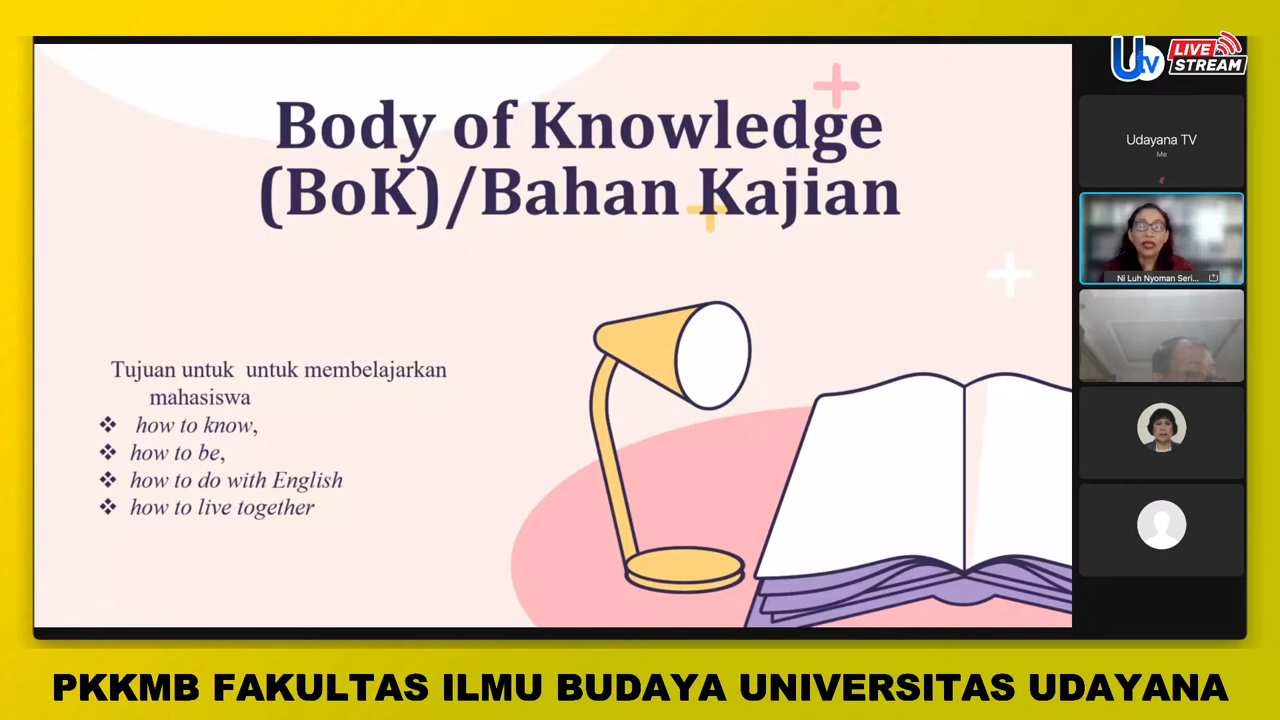 Body of Knowledge
(BoK)/Bahan Kajian
Tujuan untuk  untuk membelajarkan
mahasiswa
❖ how to know,
❖ how to be,
❖ how to do with English
❖ how to live together
Utv
LIVE
STREAM
Udayana TV
Me
Ni Luh Nyoman Seri...
PKKMB FAKULTAS ILMU BUDAYA UNIVERSITAS UDAYANA